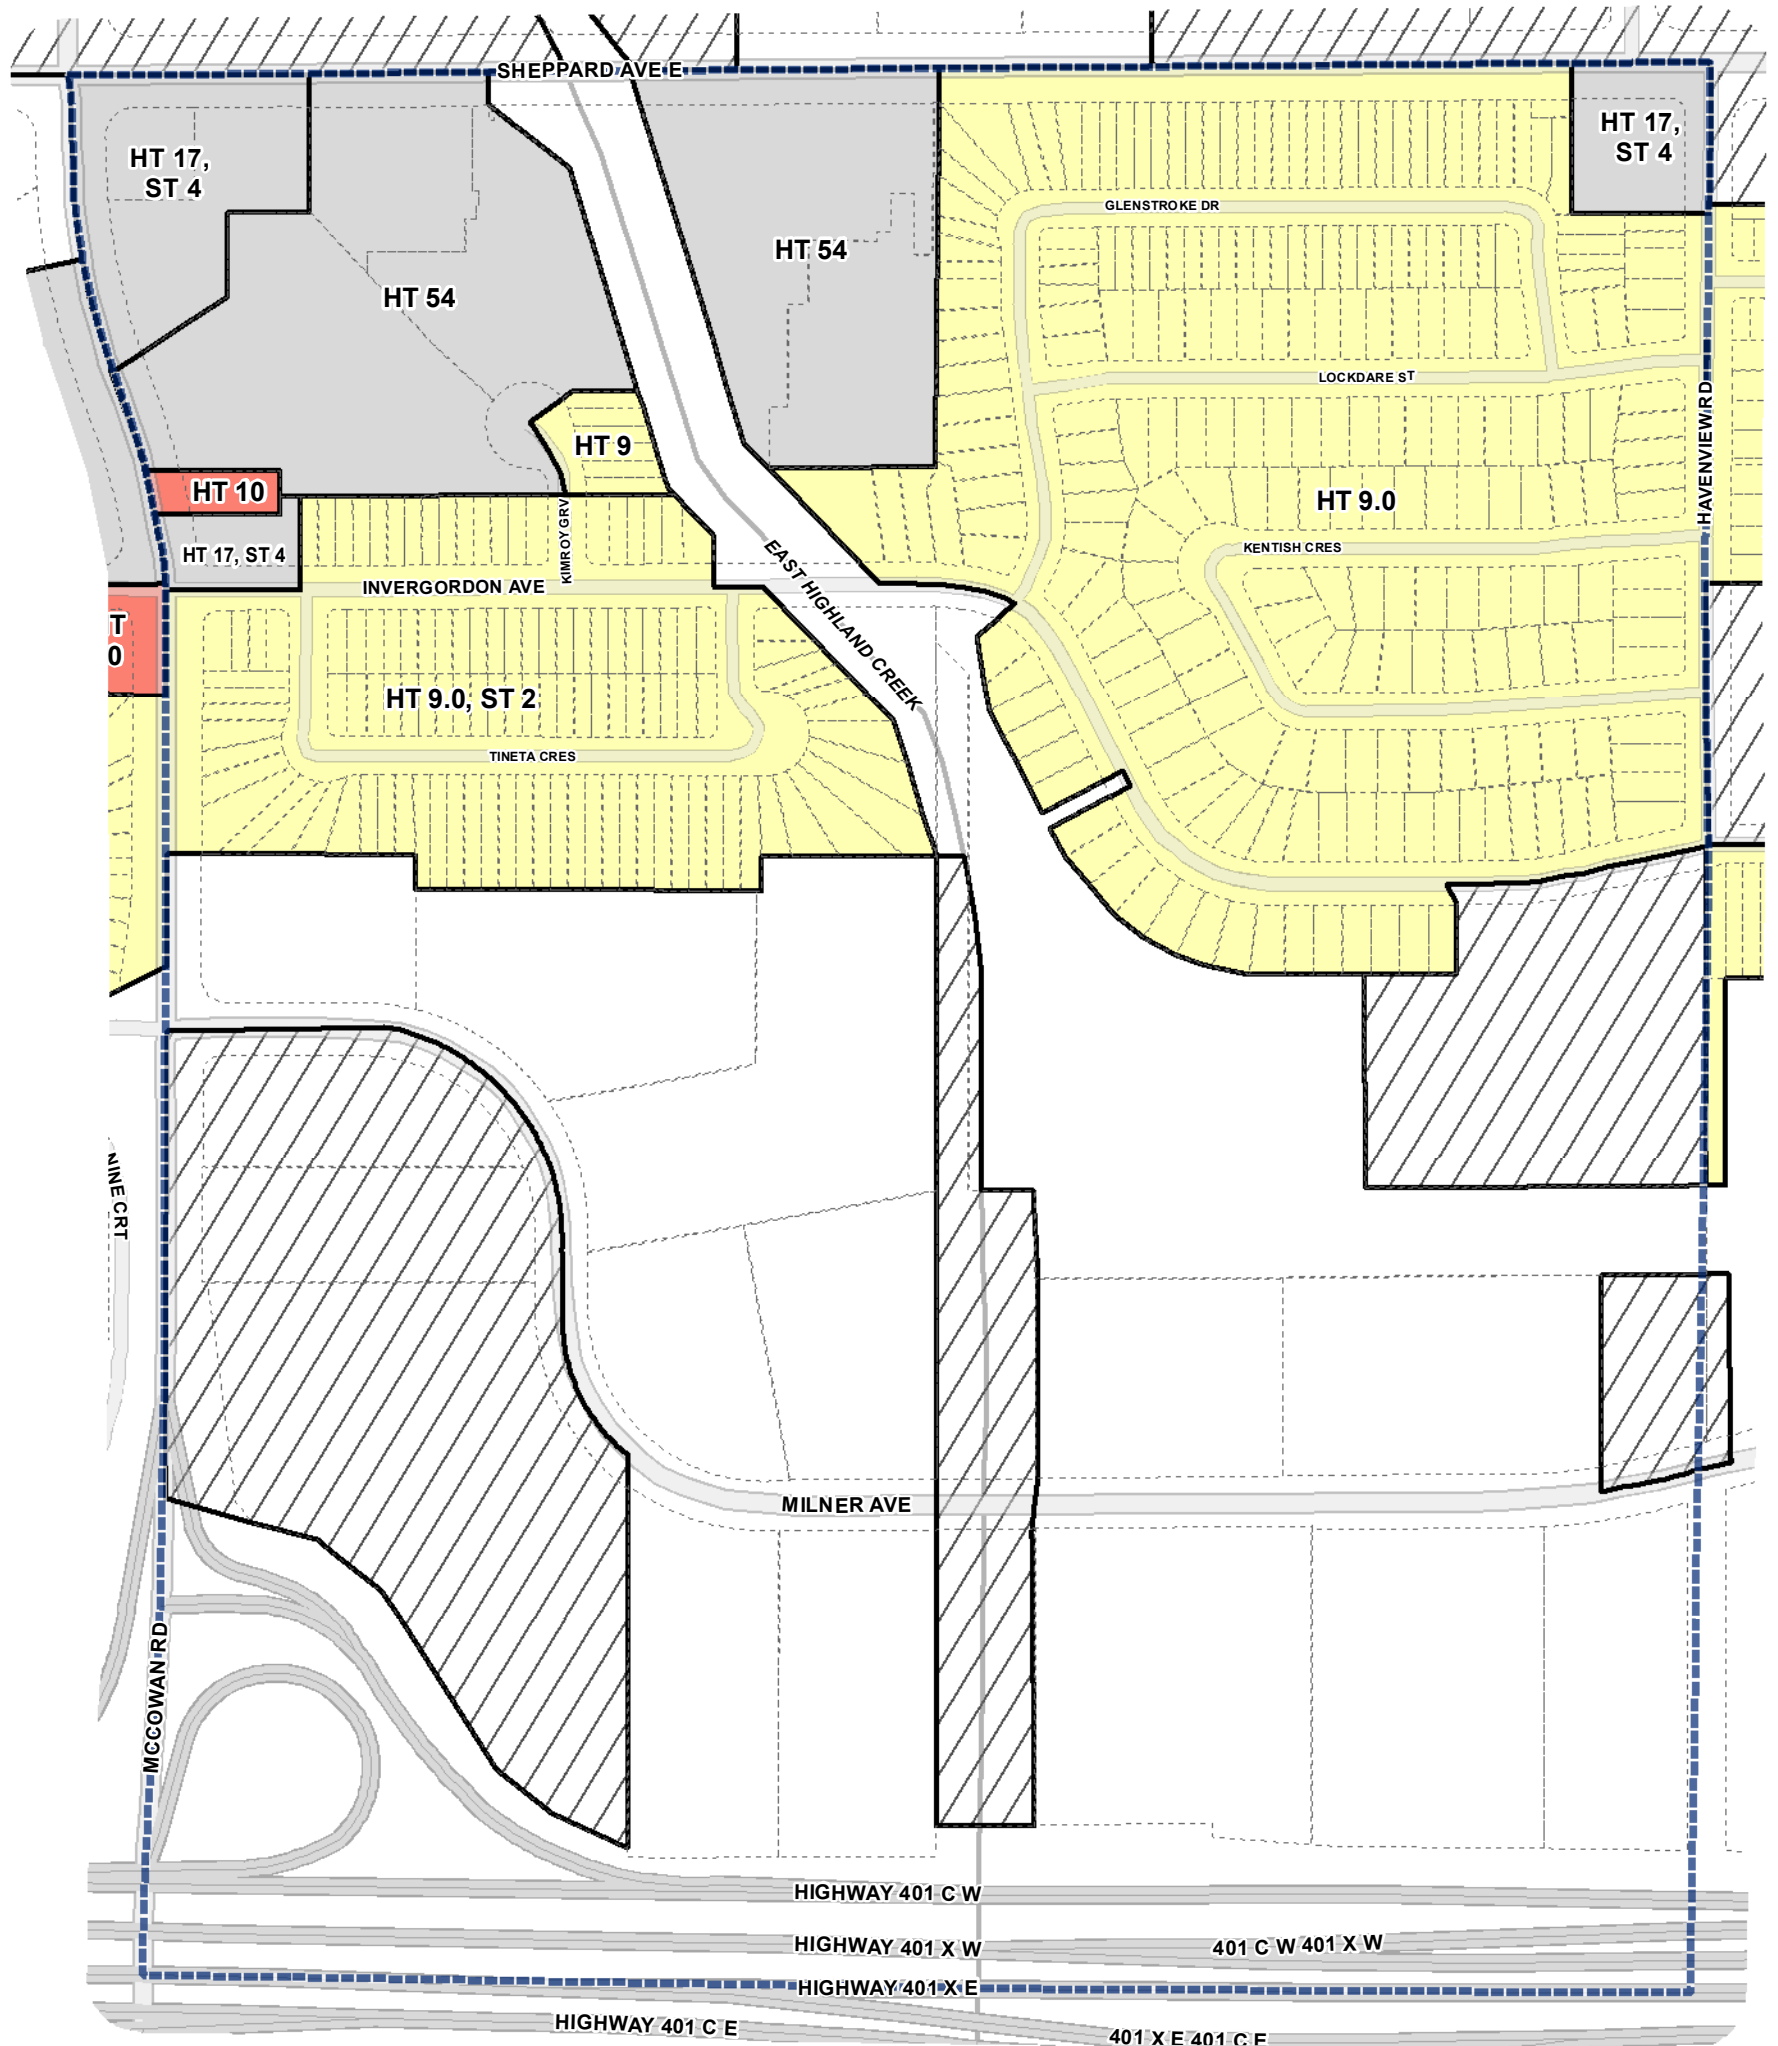 SHEPPARD AVE E
HT 17,
ST 4
HT 17,
ST 4
GLENSTROKE DR
HT 54
HT 54
LOCKDARE ST
HAVENVIEW RD
HT 9
HT 10
HT 9.0
KIMROY GRV
KENTISH CRES
HT 17, ST 4
EAST HIGHLAND CREEK
INVERGORDON AVE
T
0
HT 9.0, ST 2
TINETA CRES
NINE CRT
MILNER AVE
MCCOWAN RD
HIGHWAY 401 C W
HIGHWAY 401 X W
401 C W 401 X W
HIGHWAY 401 X E
HIGHWAY 401 C E
401 X E 401 C E